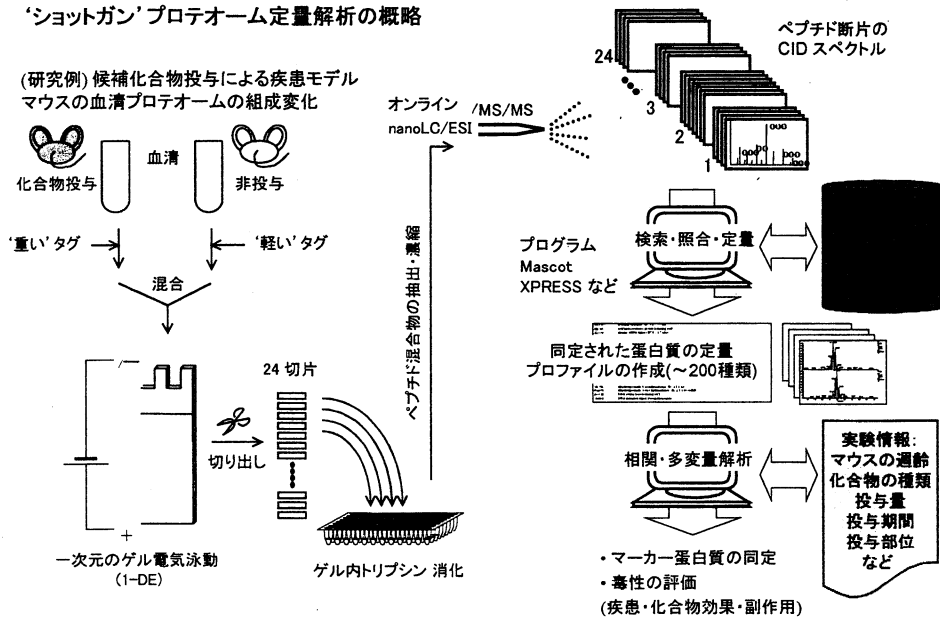 ‘ショットガン’プロテオーム定量解析の概略
(研究例) 候補化合物投与による疾患モデル
マウスの血清プロテオームの組成変化
化合物投与
血清
非投与
‘重い’タグ
‘軽い’タグ
混合
一次元のゲル電気泳動
(1-DE)
切り出し
24 切片
ゲル内トリプシン 消化
ペプチド混合物の抽出・濃縮
オンライン
nanoLC/ESI
/MS/MS
ペプチド断片の
CID スペクトル
24
3
2
1
プログラム
Mascot
XPRESS など
検索・照合・定量
同定された蛋白質の定量
プロファイルの作成(～200種類)
相関・多変量解析
実験情報:
マウスの週齢
化合物の種類
投与量
投与期間
投与部位
など
・マーカー蛋白質の同定
・毒性の評価
(疾患・化合物効果・副作用)